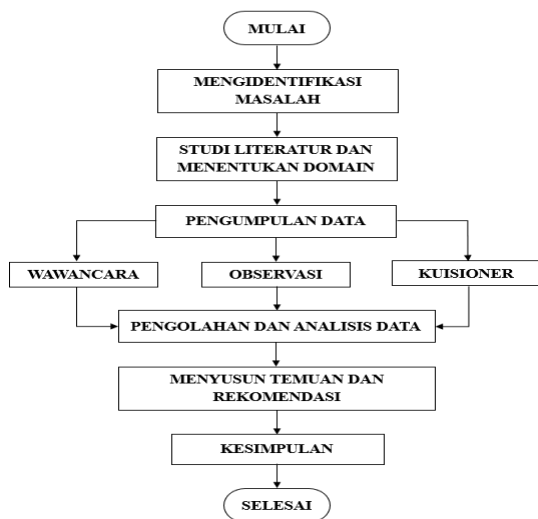 MULAI
MENGIDENTIFIKASI
MASALAH
STUDI LITERATUR DAN
MENENTUKAN DOMAIN
PENGUMPULAN DATA
WAWANCARA
OBSERVASI
KUISIONER
PENGOLAHAN DAN ANALISIS DATA
MENYUSUN TEMUAN DAN
REKOMENDASI
KESIMPULAN
SELESAI